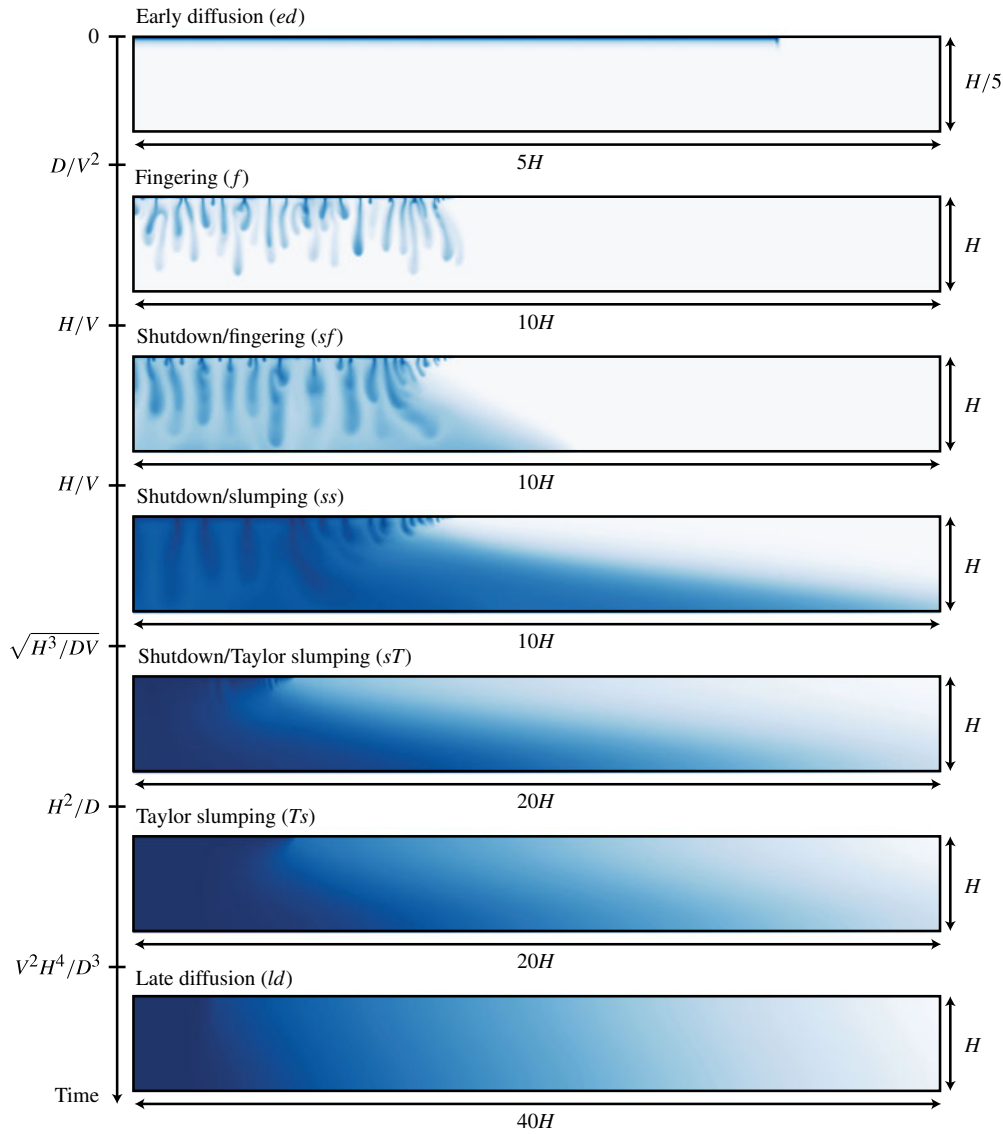 Early diffusion (ed)
0
H/5
5H
D/V²
Fingering (f)
H
10H
H/V
Shutdown/fingering (sf)
H
10H
H/V
Shutdown/slumping (ss)
H
10H
√H³/DV
Shutdown/Taylor slumping (sT)
H
20H
H²/D
Taylor slumping (Ts)
H
20H
V²H⁴/D³
Late diffusion (ld)
H
Time
40H